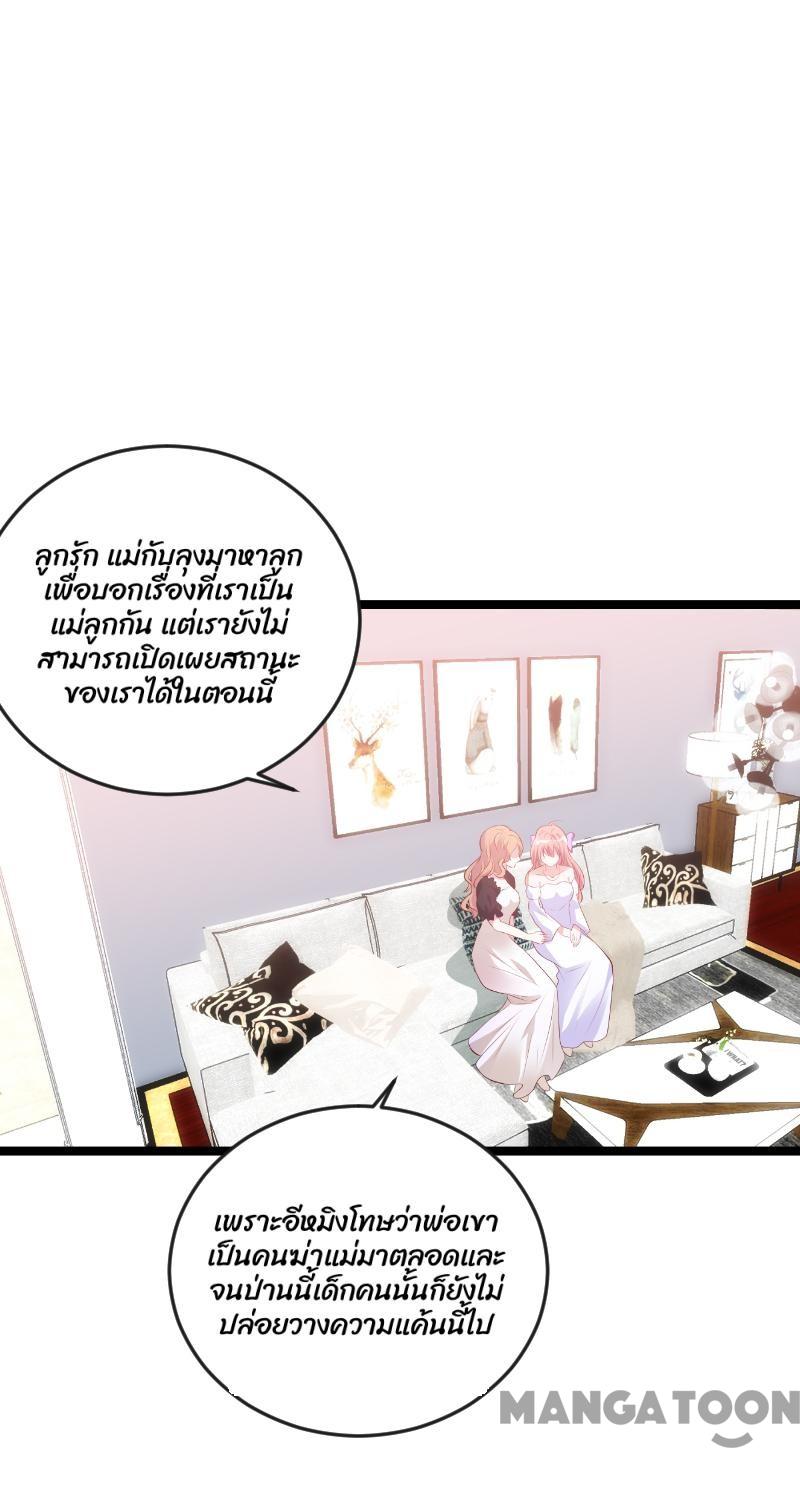 ลูกรัก แม่กับลุงมาหาลูก
เพื่อบอกเรื่องที่เราเป็น
แม่ลูกกัน แต่เรายังไม่
สามารถเปิดเผยสถานะ
ของเราได้ในตอนนี้
เพราะอีหมิงโทษว่าพ่อเขา
เป็นคนฆ่าแม่มาตลอดและ
จนป่านนี้เด็กคนนั้นก็ยังไม่
ปล่อยวางความแค้นนี้ไป
MANGATOON